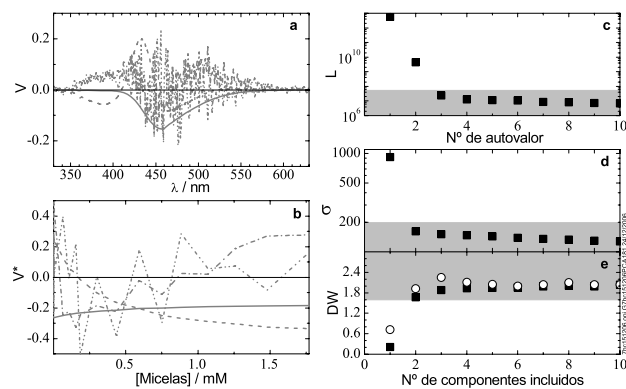 a
0.2
0.0
-0.2
V
350 400 450 500 550 600
λ / nm
b
0.4
0.2
0.0
-0.2
-0.4
V*
0.5 1.0 1.5
[Micelas] / mM
c
10¹⁰
10⁶
L
0 2 4 6 8 10
Nº de autovalor
d
1000
500
200
σ
e
2.4
1.8
1.2
0.6
0.0
DW
0 2 4 6 8 10
Nº de componentes incluidos